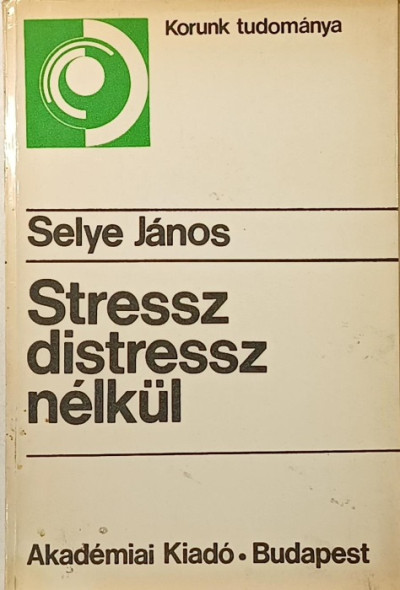 Korunk tudománya
Selye János
Stressz
distressz
nélkül
Akadémiai Kiadó • Budapest